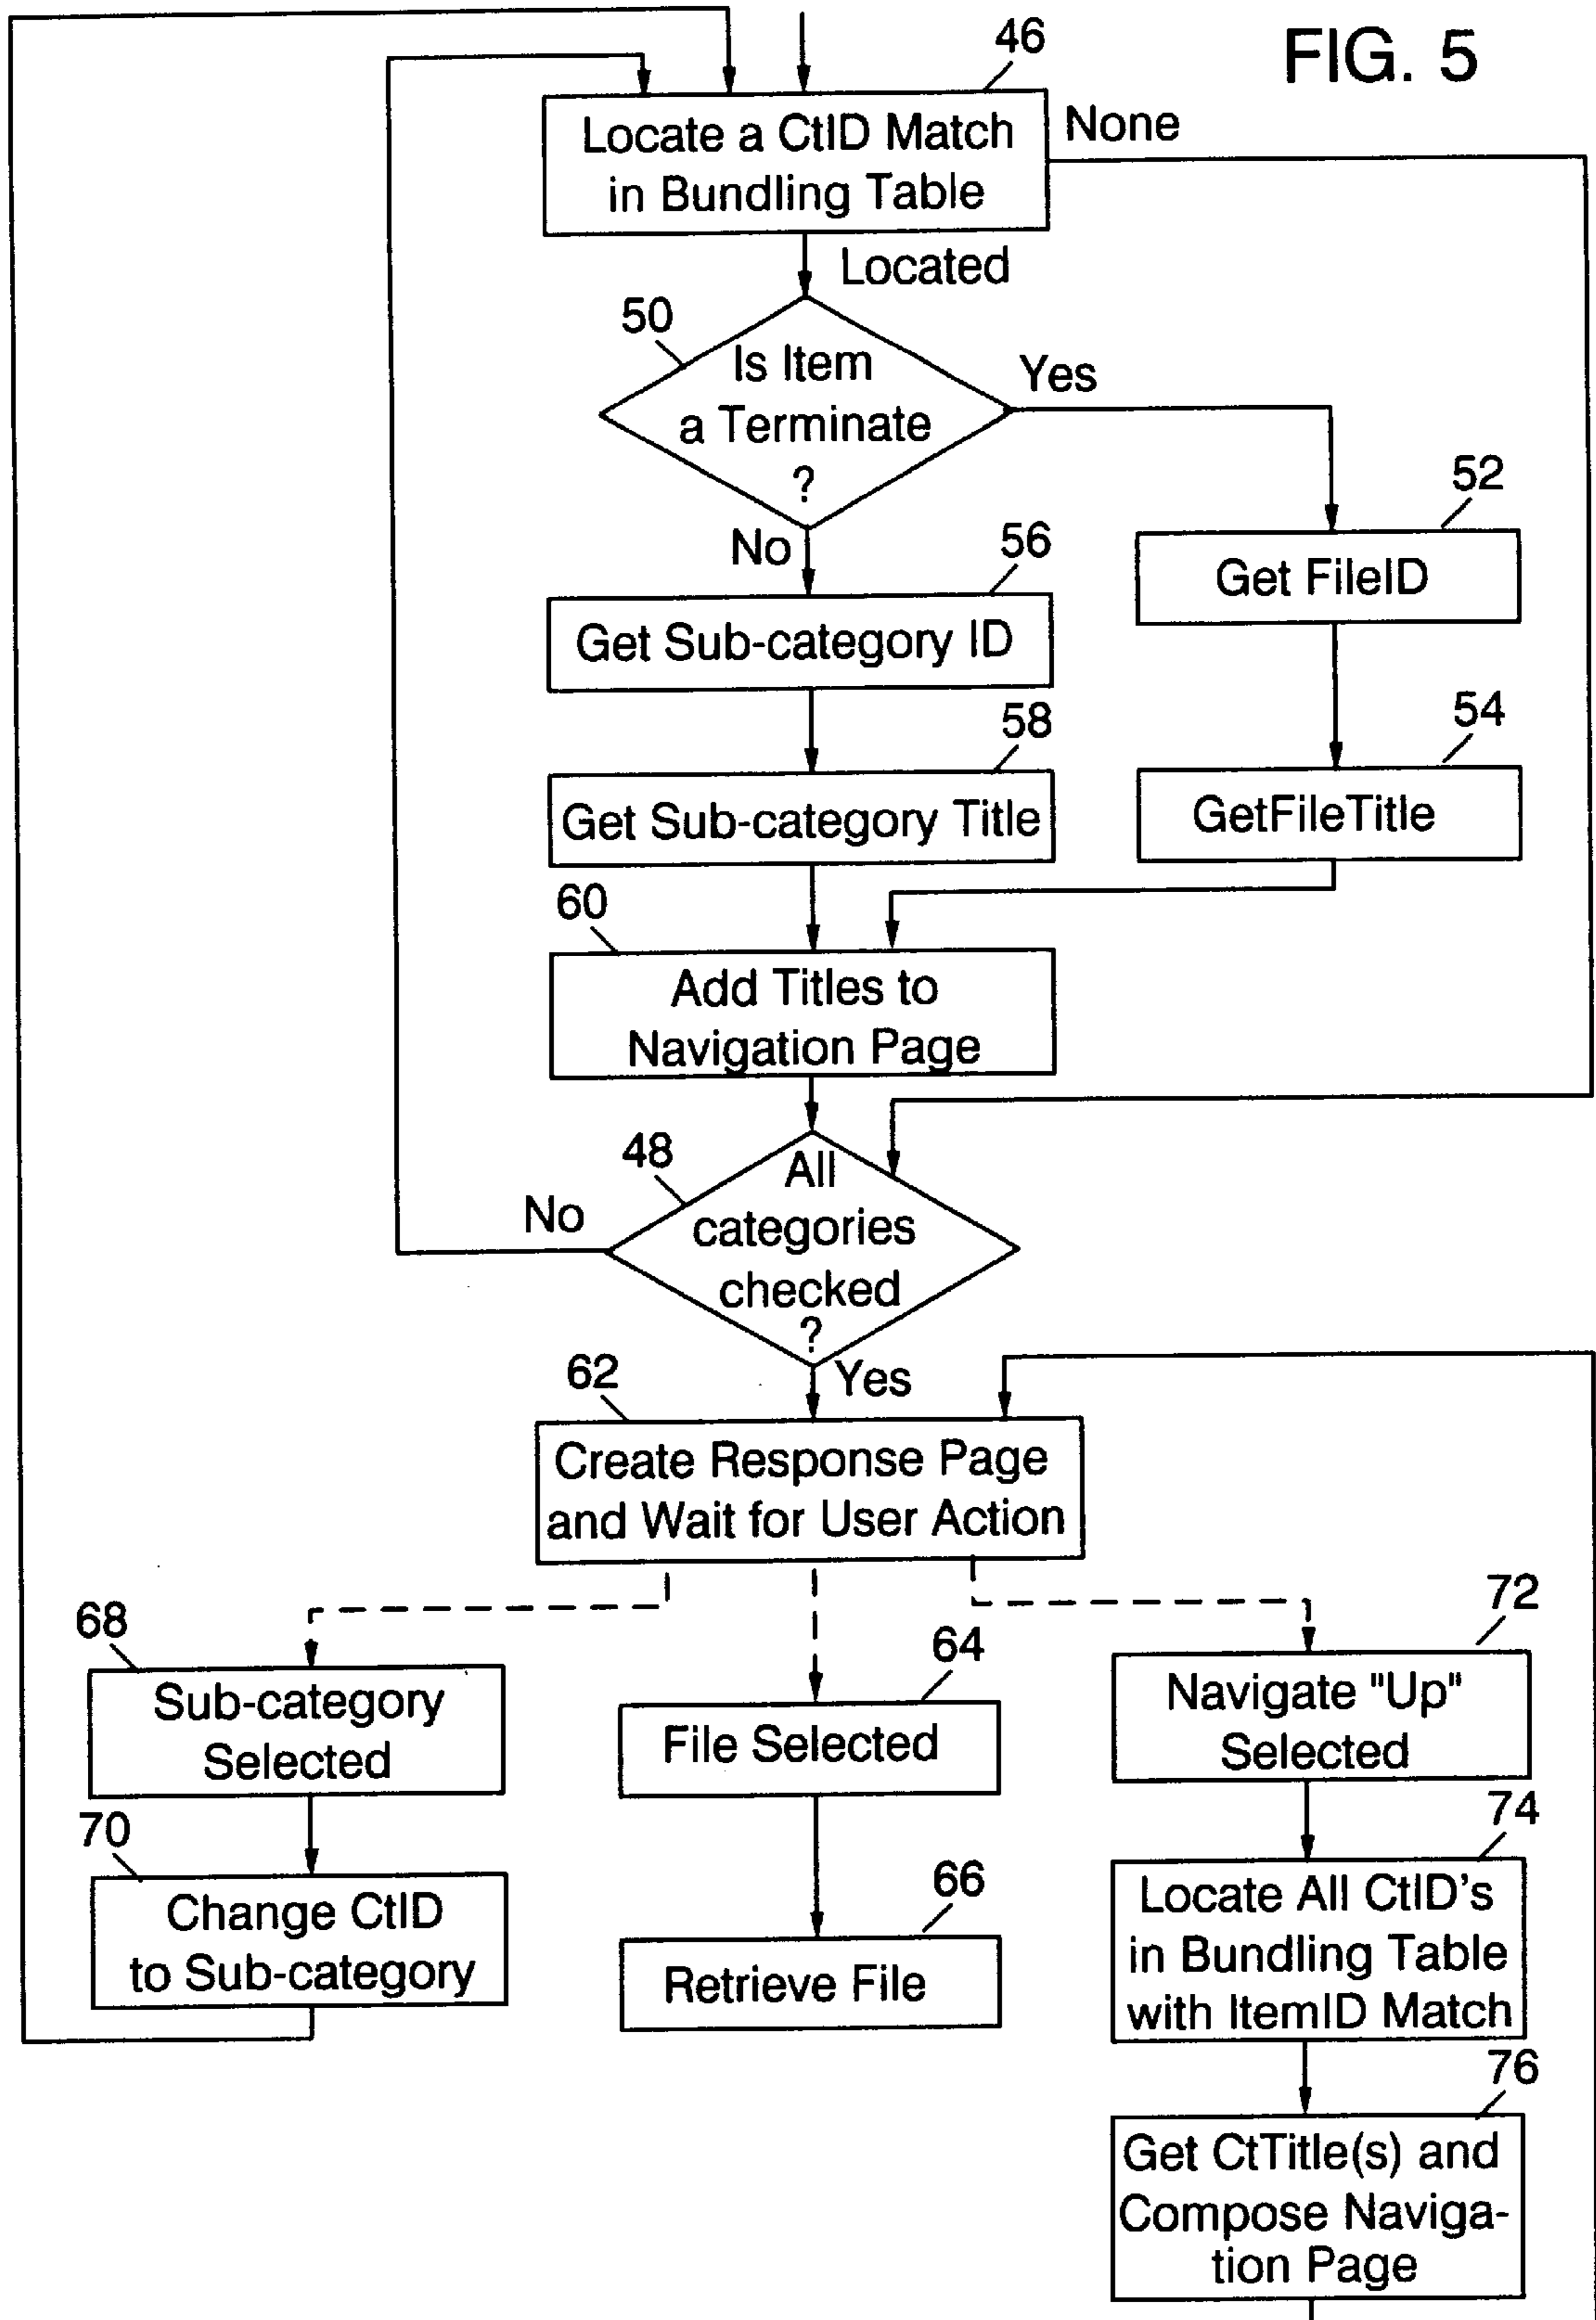 FIG. 5
46
Locate a CtID Match
in Bundling Table
None
Located
50
Is Item
a Terminate
?
Yes
No
52
Get FileID
56
Get Sub-category ID
54
GetFileTitle
58
Get Sub-category Title
60
Add Titles to
Navigation Page
48
All
categories
checked
?
No
Yes
62
Create Response Page
and Wait for User Action
68
Sub-category
Selected
64
File Selected
72
Navigate "Up"
Selected
70
Change CtID
to Sub-category
66
Retrieve File
74
Locate All CtID's
in Bundling Table
with ItemID Match
76
Get CtTitle(s) and
Compose Naviga-
tion Page